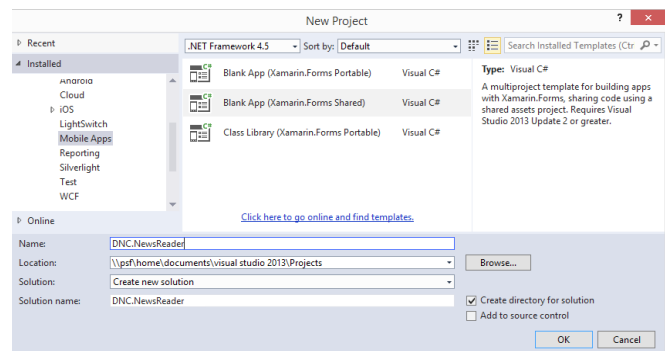 New Project
? ×
Recent
.NET Framework 4.5 Sort by: Default
Search Installed Templates (Ctr
Installed
Android
Cloud
iOS
LightSwitch
Mobile Apps
Reporting
Silverlight
Test
WCF
Online
C# Blank App (Xamarin.Forms Portable) Visual C#
C# Blank App (Xamarin.Forms Shared) Visual C#
C# Class Library (Xamarin.Forms Portable) Visual C#
Click here to go online and find templates.
Type: Visual C#
A multiproject template for building apps
with Xamarin.Forms, sharing code using a
shared assets project. Requires Visual
Studio 2013 Update 2 or greater.
Name: DNC.NewsReader
Location: \\psf\home\documents\visual studio 2013\Projects Browse...
Solution: Create new solution
Solution name: DNC.NewsReader
Create directory for solution
Add to source control
OK Cancel